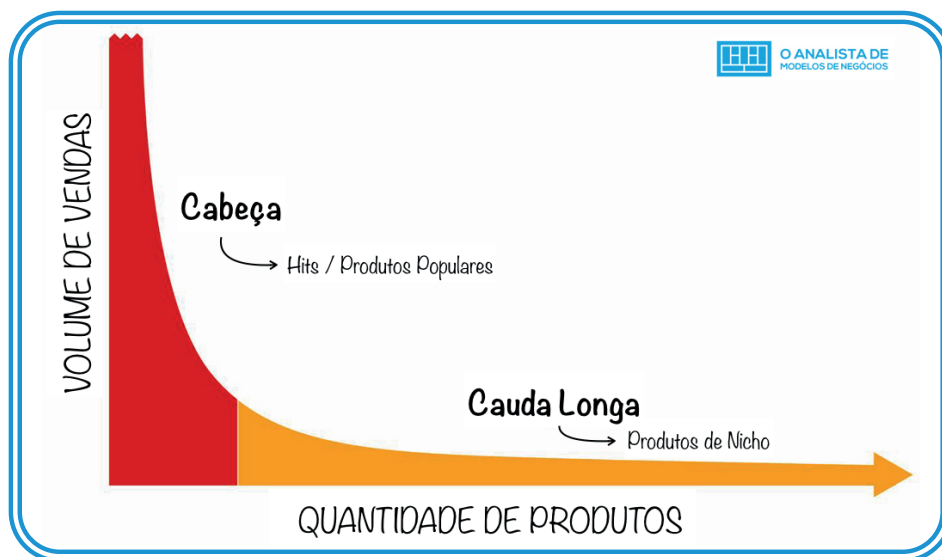 O ANALISTA DE
MODELOS DE NEGÓCIOS
VOLUME DE VENDAS
Cabeça
Hits / Produtos Populares
Cauda Longa
Produtos de Nicho
QUANTIDADE DE PRODUTOS